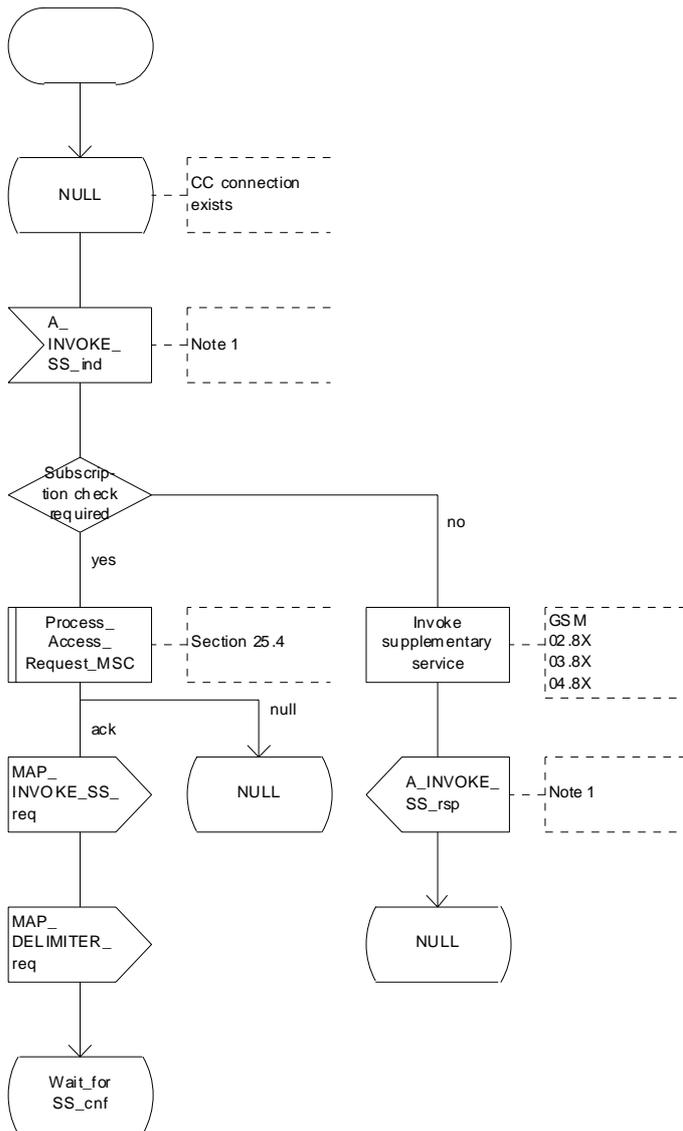 NULL
CC connection
exists
A_
INVOKE_
SS_ind
Note 1
Subscrip-
tion check
required
no
yes
Process_
Access_
Request_MSC
Section 25.4
Invoke
supplementary
service
GSM
02.8X
03.8X
04.8X
null
ack
MAP_
INVOKE_SS_
req
NULL
A_INVOKE_
SS_rsp
Note 1
MAP_
DELIMITER_
req
NULL
Wait_for
SS_cnf